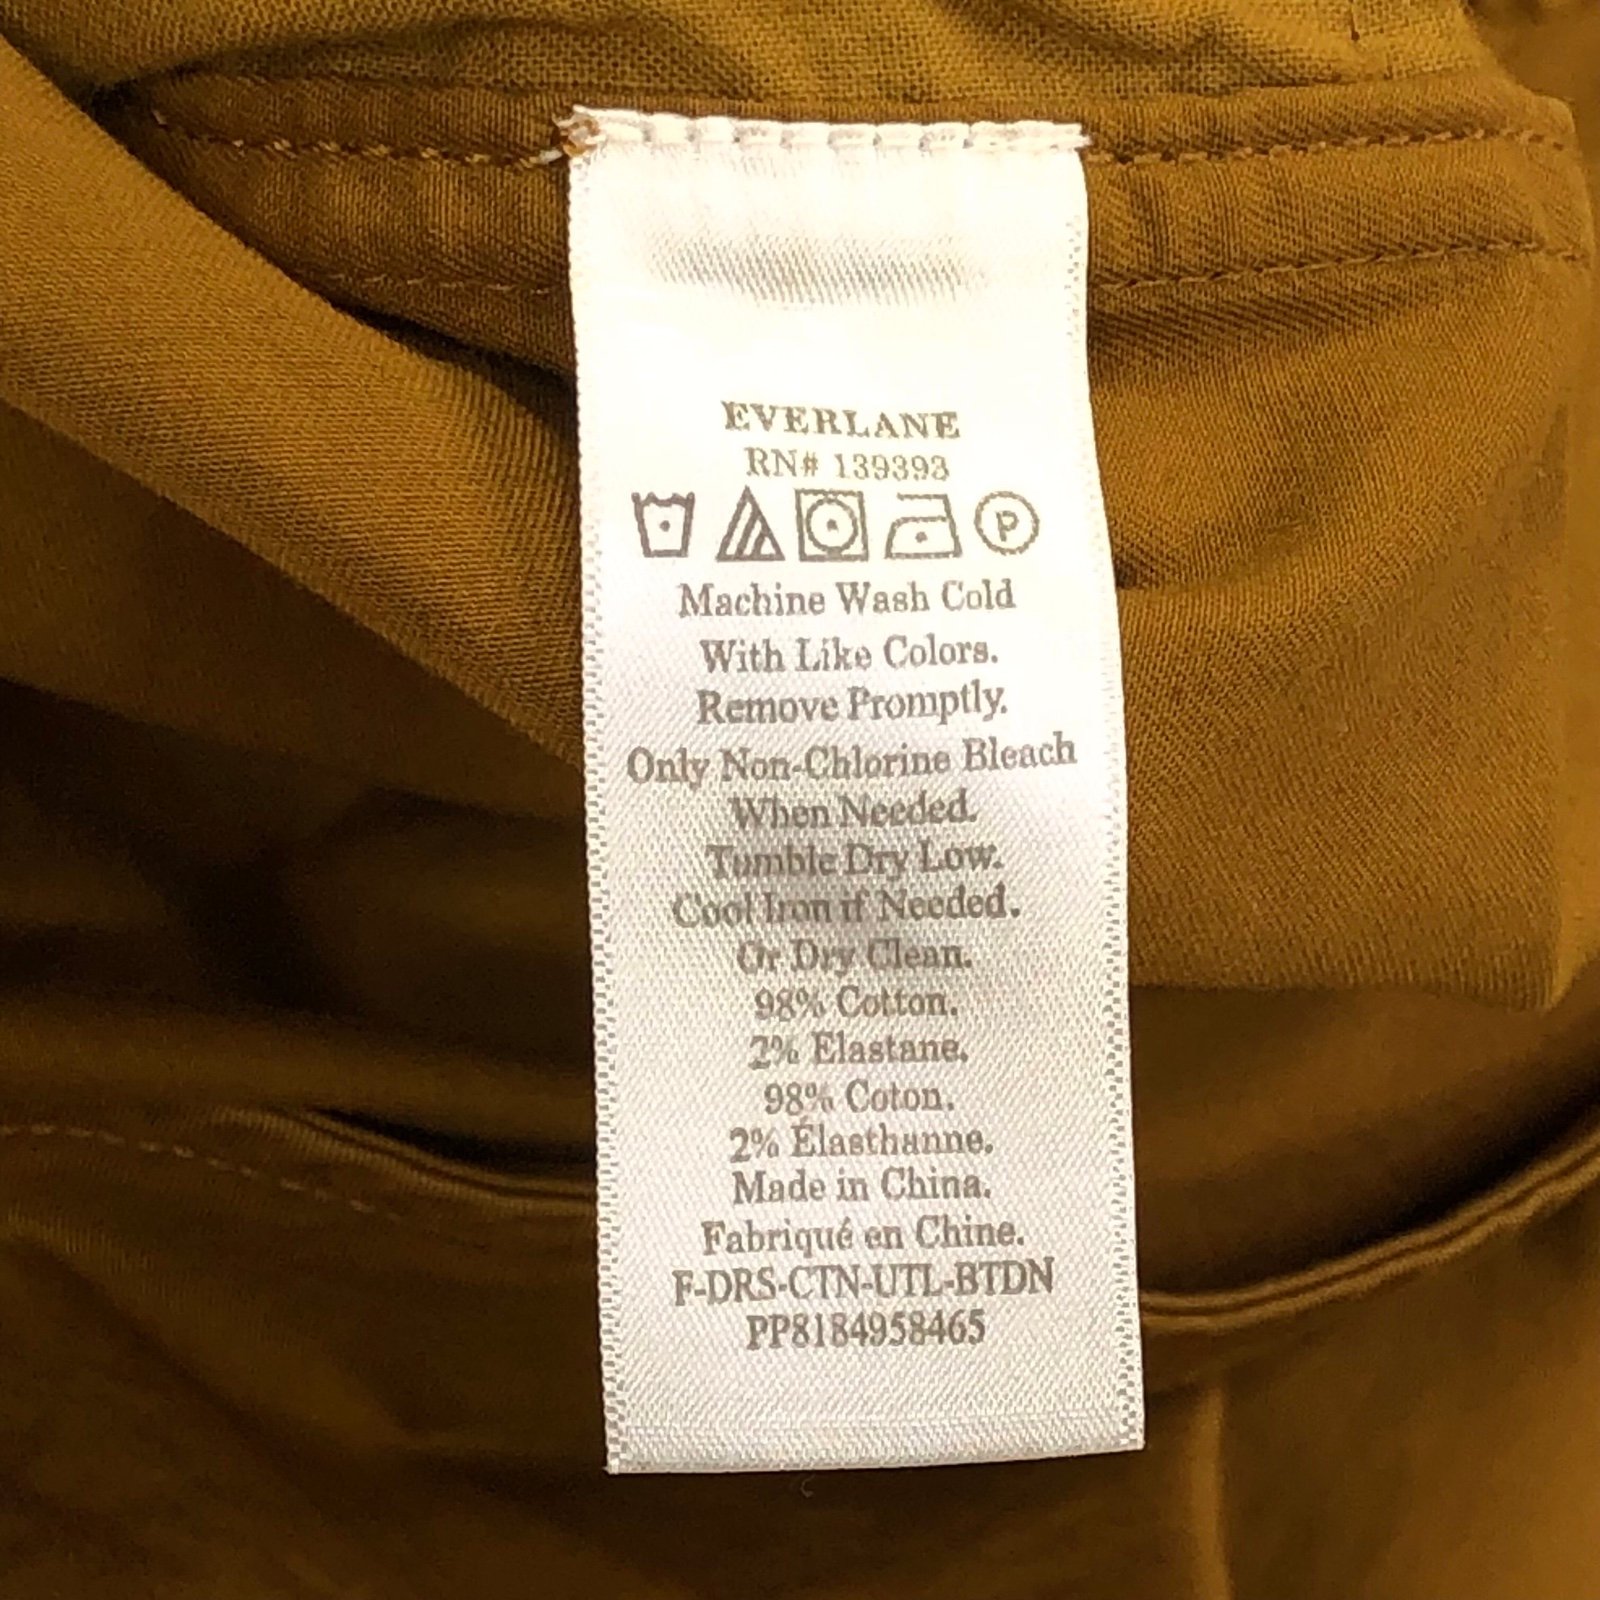 EVERLANE
RN# 139393
P
Machine Wash Cold
With Like Colors.
Remove Promptly.
Only Non-Chlorine Bleach
When Needed.
Tumble Dry Low.
Cool Iron if Needed.
Or Dry Clean.
98% Cotton.
2% Elastane.
98% Coton.
2% Élasthanne.
Made in China.
Fabriqué en Chine.
F-DRS-CTN-UTL-BTDN
PP8184958465